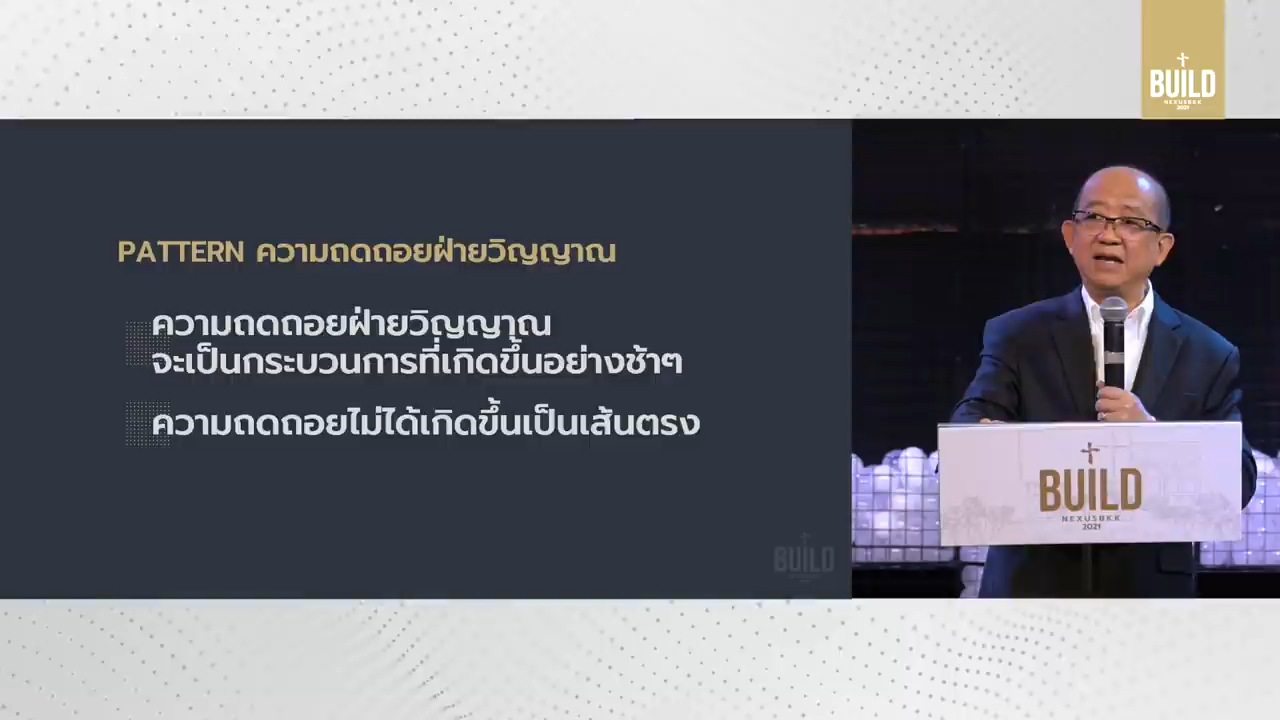 BUILD
NEXUSBKK
2021
PATTERN ความถดถอยฝ่ายวิญญาณ
ความถดถอยฝ่ายวิญญาณ
จะเป็นกระบวนการที่เกิดขึ้นอย่างช้าๆ
ความถดถอยไม่ได้เกิดขึ้นเป็นเส้นตรง
BUILD
NEXUSBKK
2021
BUILD